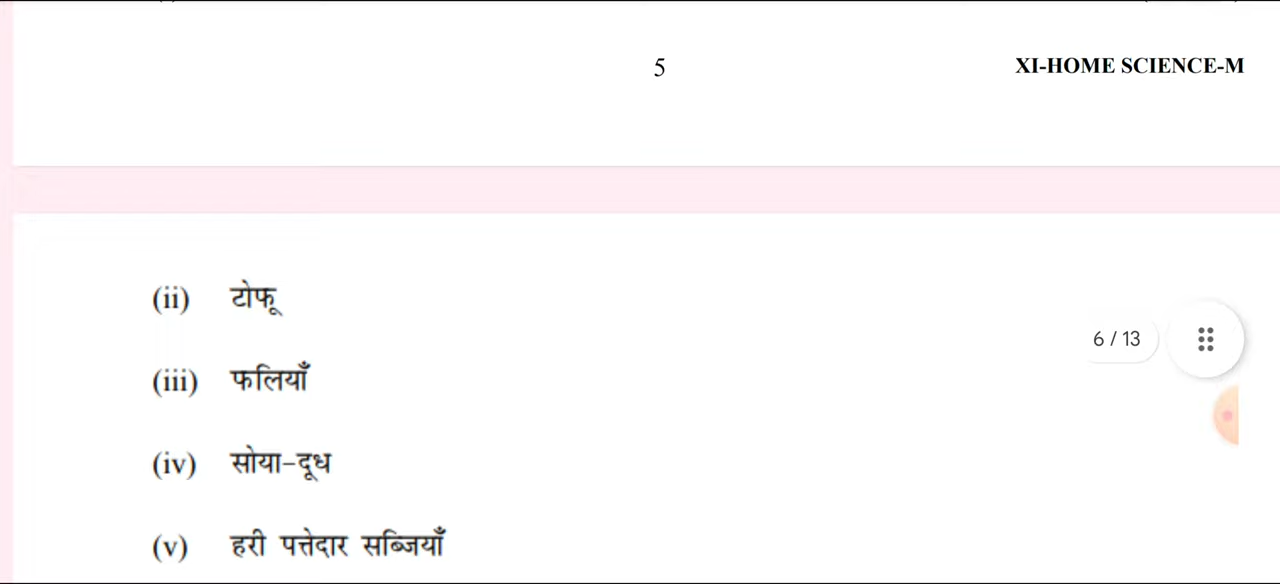 5
XI-HOME SCIENCE-M
(ii) टोफू
6 / 13
(iii) फलियाँ
(iv) सोया-दूध
(v) हरी पत्तेदार सब्जियाँ